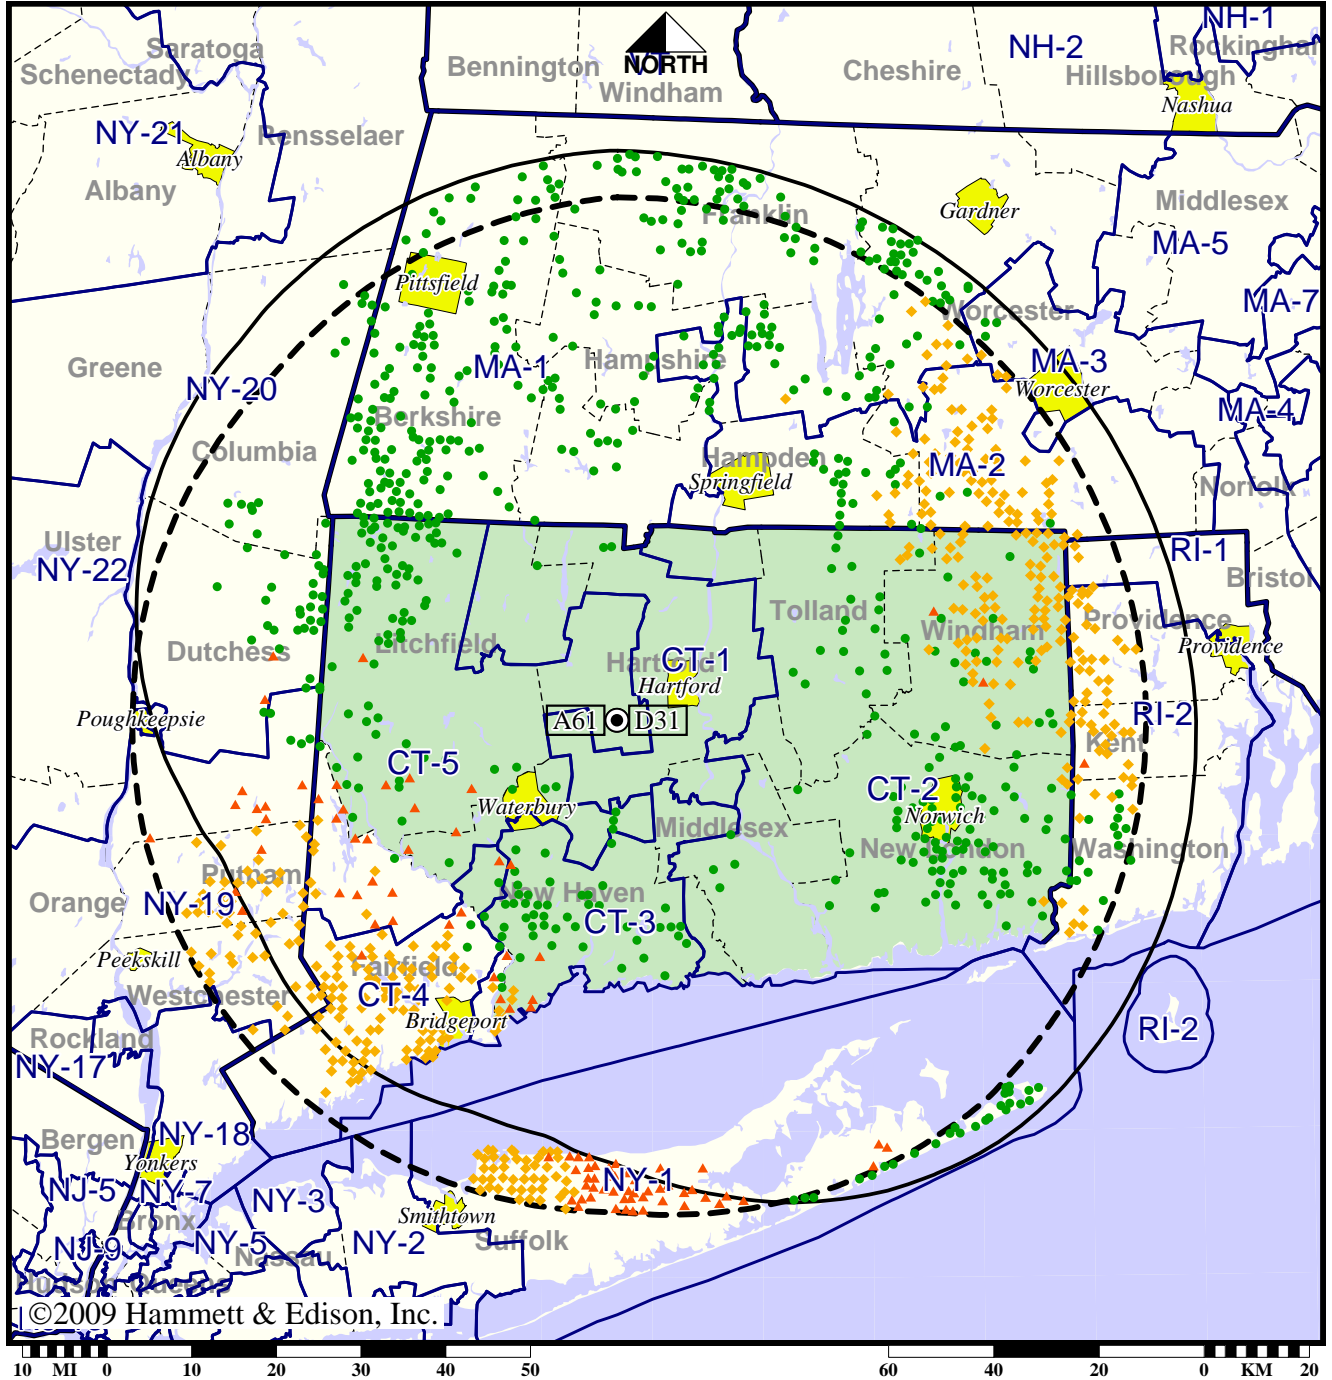 NH-1
Saratoga
Schenectady
Bennington
VT
NORTH
Windham
Cheshire
NH-2
Rockingham
Hillsborough
Nashua
NY-21
Albany
Rensselaer
Albany
Franklin
Gardner
Middlesex
MA-5
Pittsfield
Worcester
MA-7
Greene
NY-20
MA-1
Hampshire
MA-3
Worcester
Berkshire
MA-4
Columbia
Hampden
Springfield
MA-2
Norfolk
Ulster
NY-22
RI-1
Bristol
Tolland
Windham
Providence
Dutchess
Litchfield
Hartford
CT-1
Hartford
Providence
Poughkeepsie
A61
D31
RI-2
Kent
CT-5
CT-2
Waterbury
Norwich
Middlesex
New London
Washington
Putnam
Orange
NY-19
New Haven
CT-3
Peekskill
Fairfield
Westchester
CT-4
Bridgeport
Rockland
NY-17
RI-2
Bergen
NY-18
Yonkers
NJ-5
NY-7
NY-3
NY-1
Bronx
Smithtown
NJ-9
NY-5
Nassau
NY-2
Suffolk
Hudson
Queens
©2009 Hammett & Edison, Inc.
10 MI 0 10 20 30 40 50
60 40 20 0 KM 20